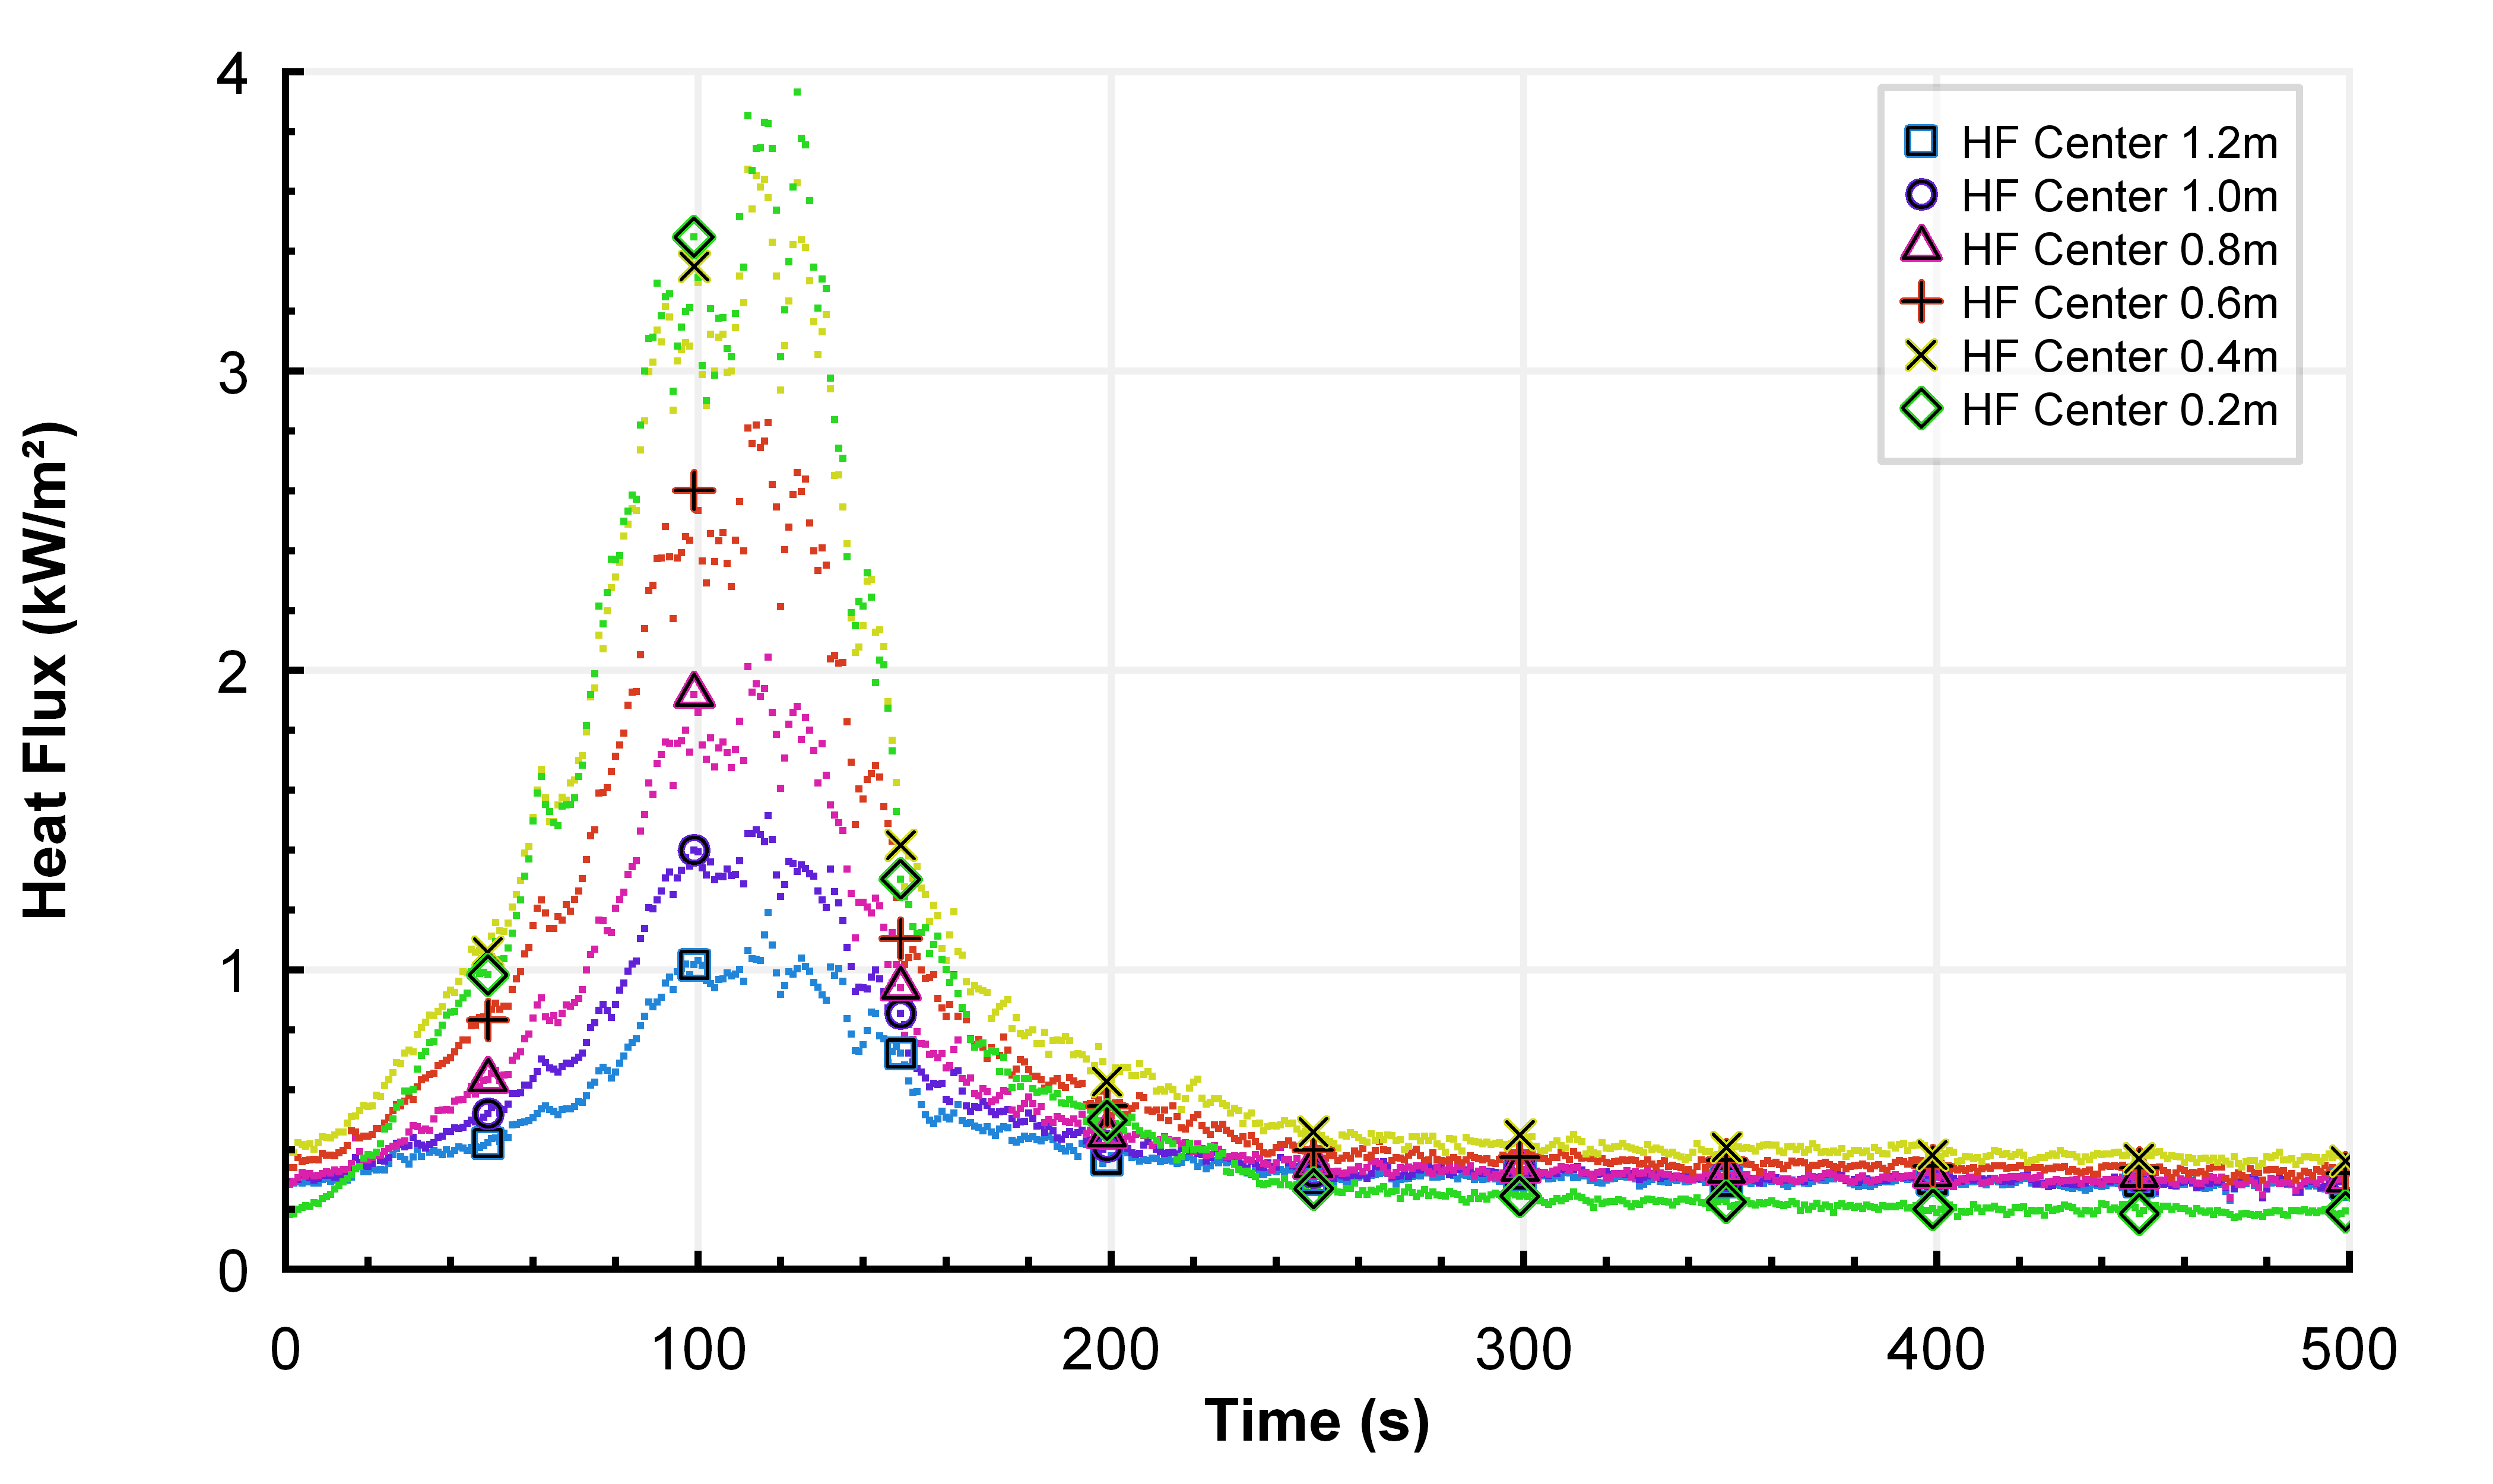 4
3
2
1
0
Heat Flux (kW/m²)
HF Center 1.2m
HF Center 1.0m
HF Center 0.8m
HF Center 0.6m
HF Center 0.4m
HF Center 0.2m
0 100 200 300 400 500
Time (s)